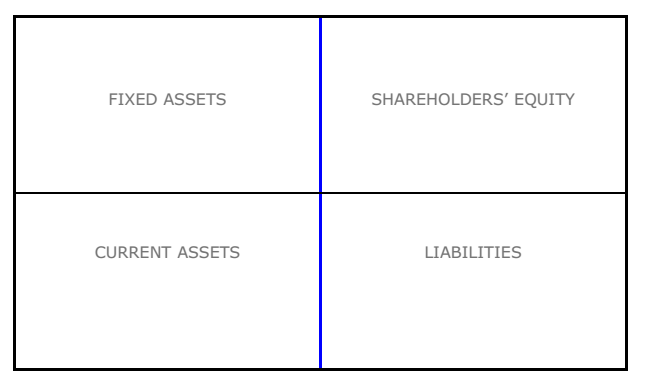 FIXED ASSETS
SHAREHOLDERS’ EQUITY
CURRENT ASSETS
LIABILITIES